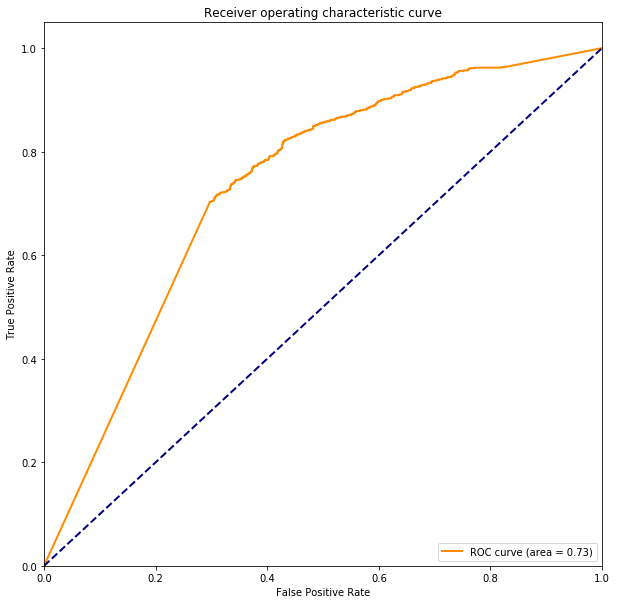 Receiver operating characteristic curve
True Positive Rate
1.0
0.8
0.6
0.4
0.2
0.0
ROC curve (area = 0.73)
0.0 0.2 0.4 0.6 0.8 1.0
False Positive Rate